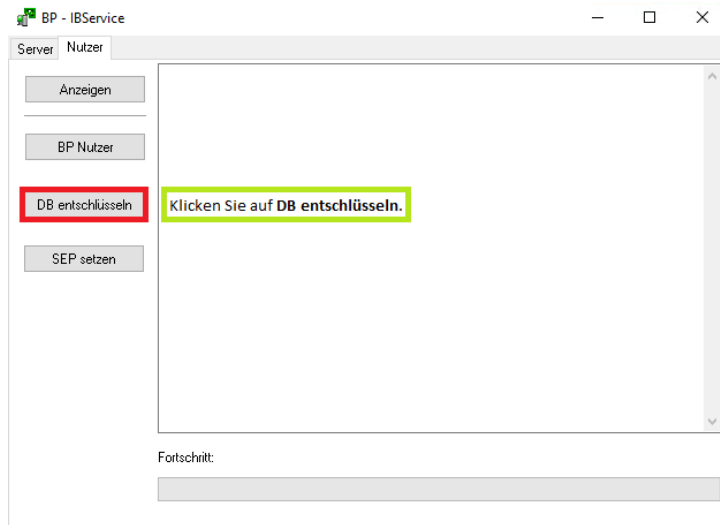 BP - IBService
Server Nutzer
Anzeigen
BP Nutzer
DB entschlüsseln
Klicken Sie auf DB entschlüsseln.
SEP setzen
Fortschritt: